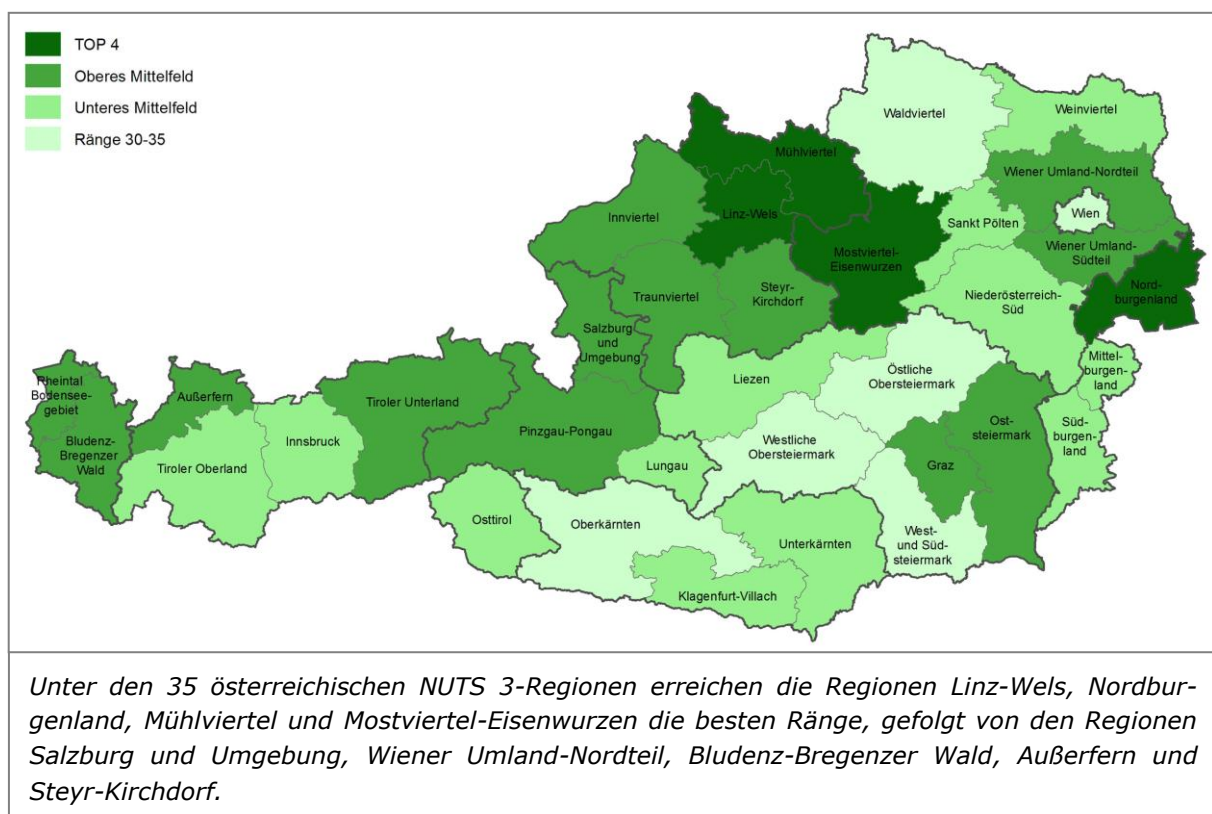 TOP 4
Oberes Mittelfeld
Unteres Mittelfeld
Ränge 30-35
Waldviertel
Weinviertel
Mühlviertel
Wiener Umland-Nordteil
Innviertel
Linz-Wels
Wien
Sankt Pölten
Mostviertel-
Eisenwurzen
Wiener Umland-
Südteil
Nord-
burgenland
Traunviertel
Steyr-
Kirchdorf
Niederösterreich-
Süd
Salzburg
und
Umgebung
Mittel-
burgen-
land
Rheintal
Bodensee-
gebiet
Außerfern
Tiroler Unterland
Liezen
Östliche
Obersteiermark
Bludenz-
Bregenzer
Wald
Innsbruck
Pinzgau-Pongau
Ost-
steiermark
Süd-
burgen-
land
Tiroler Oberland
Lungau
Westliche
Obersteiermark
Graz
Osttirol
Oberkärnten
Unterkärnten
West-
und Süd-
steiermark
Klagenfurt-Villach
Unter den 35 österreichischen NUTS 3-Regionen erreichen die Regionen Linz-Wels, Nordbur-
genland, Mühlviertel und Mostviertel-Eisenwurzen die besten Ränge, gefolgt von den Regionen
Salzburg und Umgebung, Wiener Umland-Nordteil, Bludenz-Bregenzer Wald, Außerfern und
Steyr-Kirchdorf.